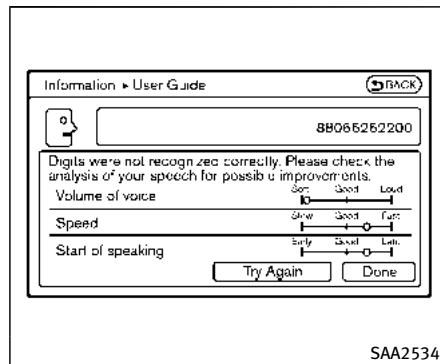 Information ▸ User Guide
BACK
88065262200
Digits were not recognized correctly. Please check the
analysis of your speech for possible improvements.
Volume of voice
Soft Good Loud
Speed
Slow Good Fast
Start of speaking
Early Good Late
Try Again Done
SAA2534